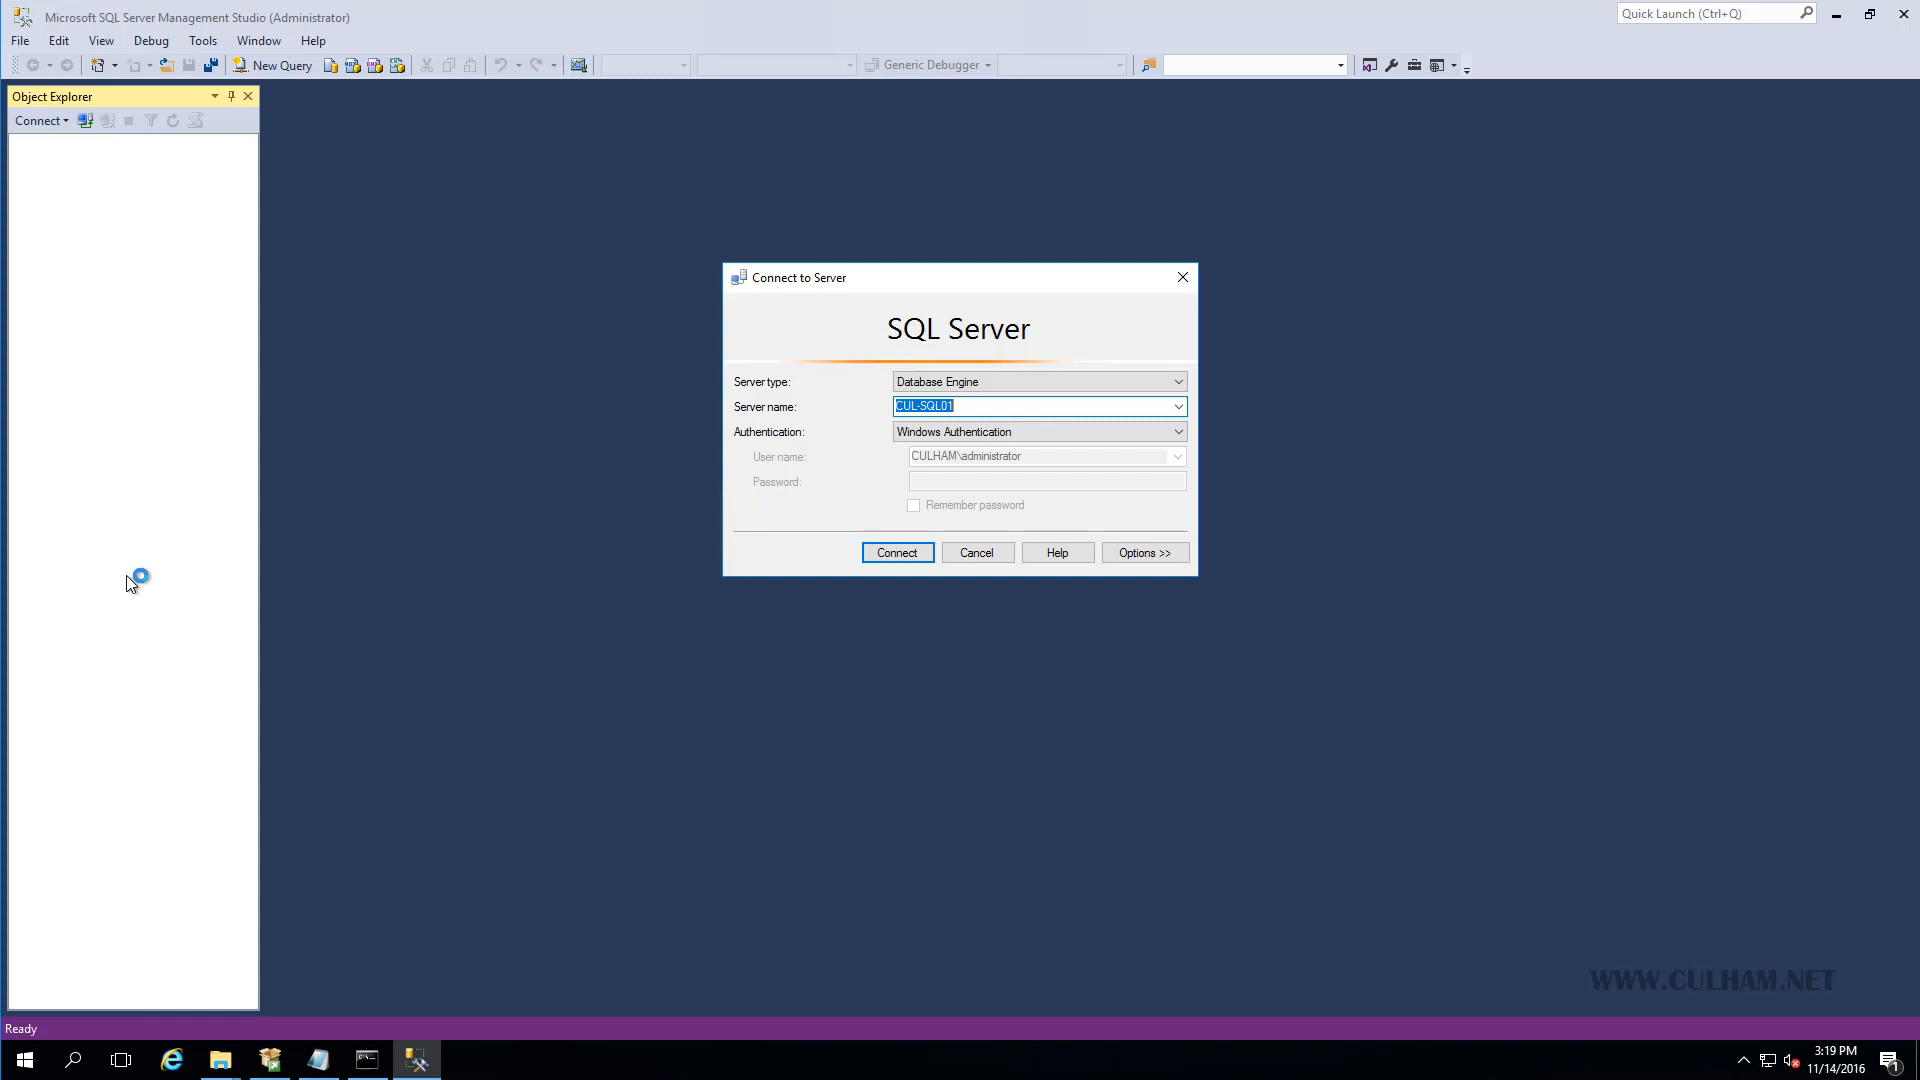 Microsoft SQL Server Management Studio (Administrator)
Quick Launch (Ctrl+Q)
File Edit View Debug Tools Window Help
New Query
Generic Debugger
Object Explorer
Connect
Connect to Server
SQL Server
Server type: Database Engine
Server name: CUL-SQL01
Authentication: Windows Authentication
User name: CULHAM\administrator
Password:
Remember password
Connect Cancel Help Options >>
WWW.CULHAM.NET
Ready
3:19 PM
11/14/2016
1